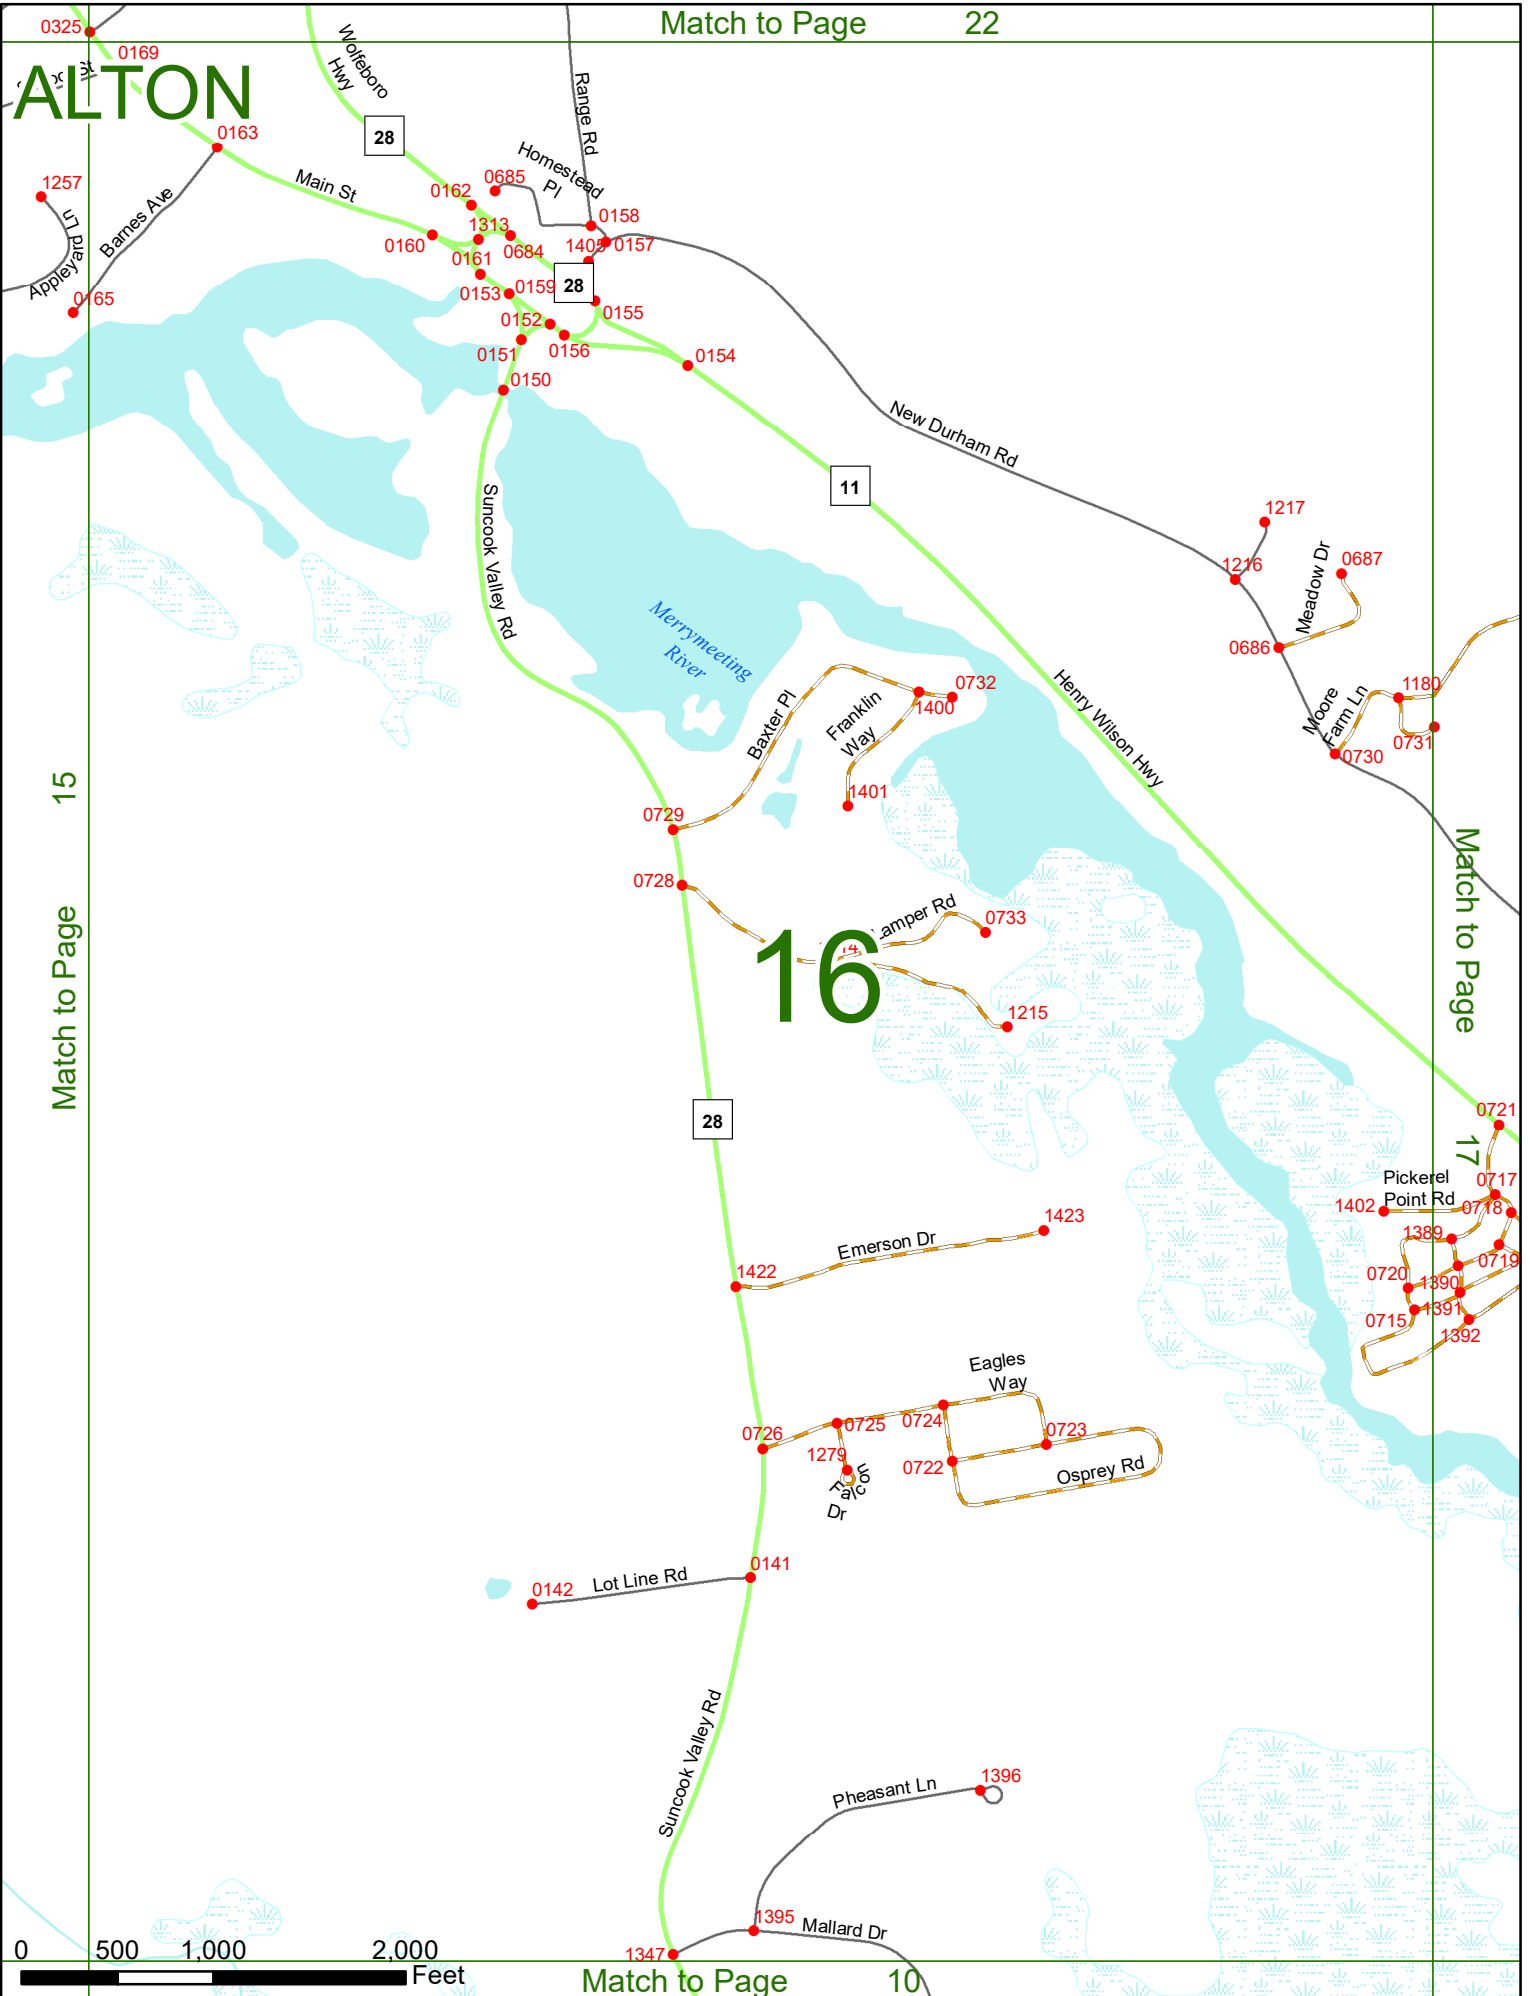 Match to Page 22
0325
0169
ALTON
Wolfeboro
Hwy
28
Range Rd
0163
Homestead
Pl
0685
1257
Main St
0162
Barnes Ave
0158
1313
0160
0684
1405
0157
Appleyard Ln
0161
28
0165
0153
0159
0155
0152
0156
0151
0154
0150
New Durham Rd
11
Suncook Valley Rd
1217
1216
Meadow Dr
0687
Merrymeeting
River
0686
Henry Wilson Hwy
Baxter Pl
Franklin
Way
0732
1400
Moore
Farm Ln
1180
0731
0730
Match to Page 15
1401
0729
Match to Page 17
0728
Lamper Rd
0733
16
1215
28
0721
Pickerel
Point Rd
0717
1402
0718
1423
1389
Emerson Dr
0719
1422
0720
1390
0715
1391
1392
Eagles
Way
0724
0725
0726
0723
1279
0722
Falcon
Dr
Osprey Rd
0141
Lot Line Rd
0142
Suncook Valley Rd
1396
Pheasant Ln
1395
Mallard Dr
1347
0 500 1,000 2,000
Feet
Match to Page 10